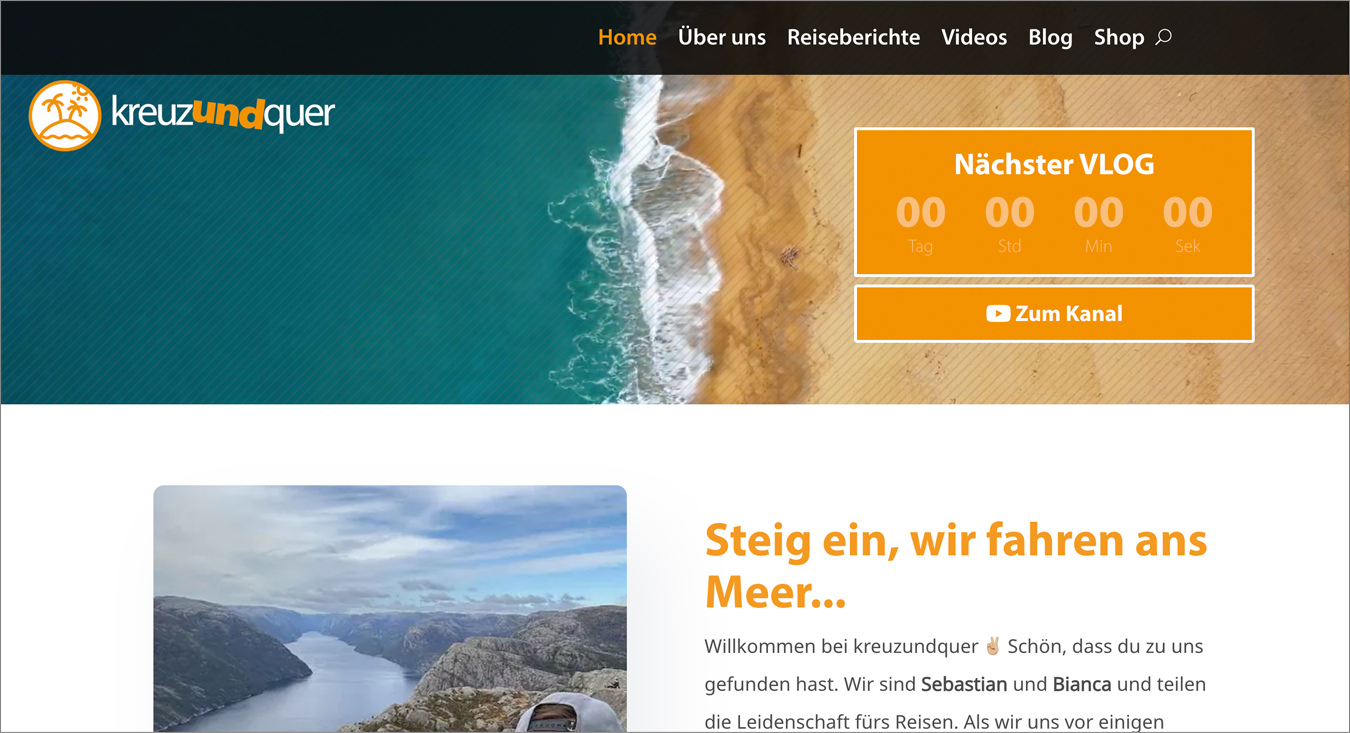 Home Über uns Reiseberichte Videos Blog Shop
kreuzundquer
Nächster VLOG
00 00 00 00
Tag Std Min Sek
Zum Kanal
Steig ein, wir fahren ans
Meer...
Willkommen bei kreuzundquer ✌🏼 Schön, dass du zu uns
gefunden hast. Wir sind Sebastian und Bianca und teilen
die Leidenschaft fürs Reisen. Als wir uns vor einigen